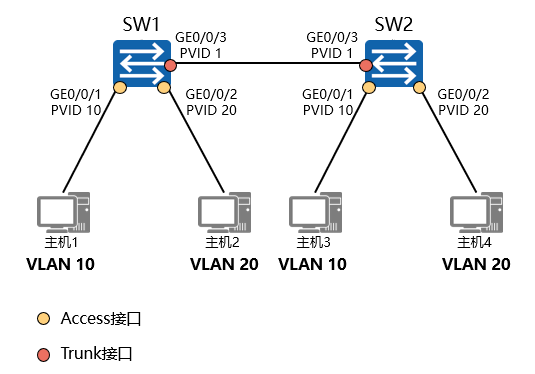 SW1
SW2
GE0/0/3
PVID 1
GE0/0/3
PVID 1
GE0/0/1
PVID 10
GE0/0/2
PVID 20
GE0/0/1
PVID 10
GE0/0/2
PVID 20
主机1
主机2
主机3
主机4
VLAN 10
VLAN 20
VLAN 10
VLAN 20
Access接口
Trunk接口